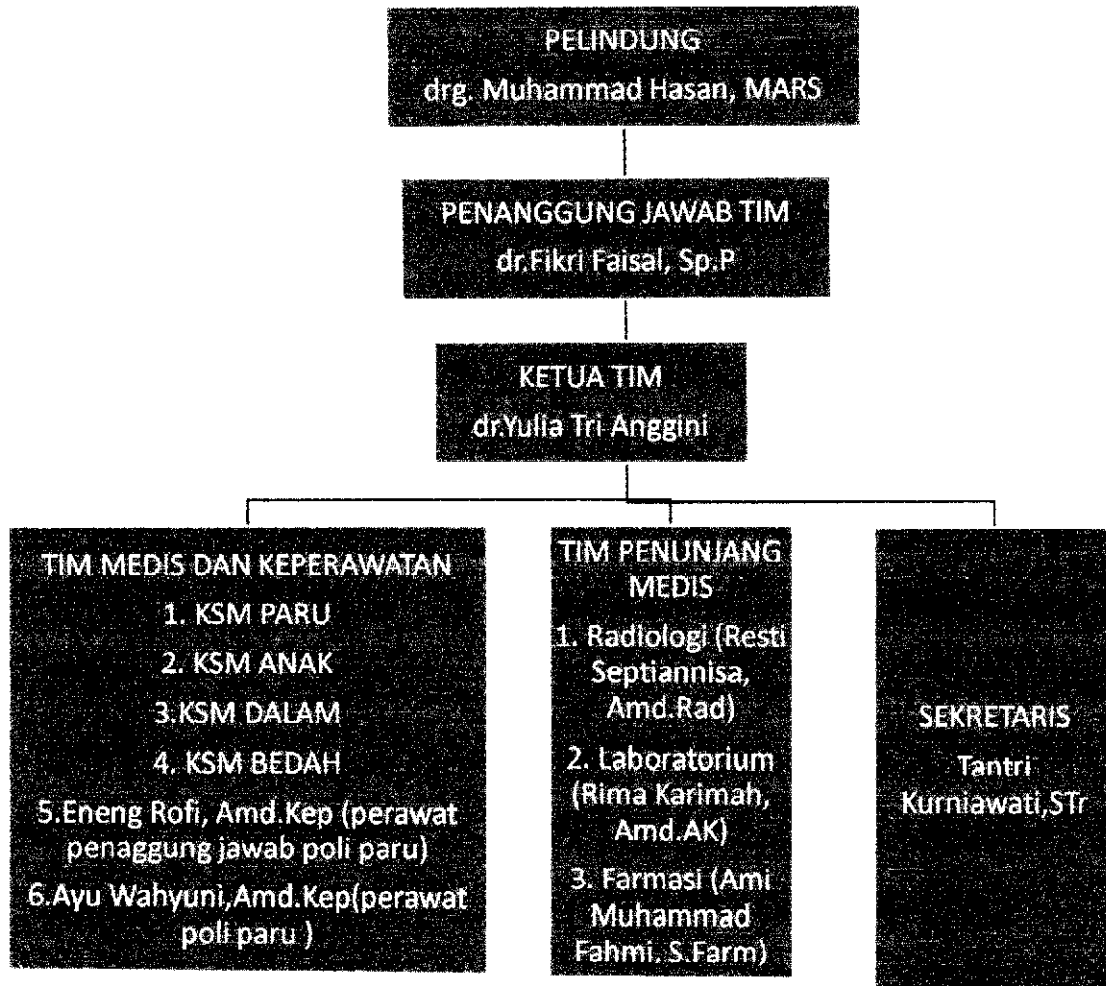 PELINDUNG
drg. Muhammad Hasan, MARS
PENANGGUNG JAWAB TIM
dr.Fikri Faisal, Sp.P
KETUA TIM
dr.Yulia Tri Anggini
TIM MEDIS DAN KEPERAWATAN
1. KSM PARU
2. KSM ANAK
3.KSM DALAM
4. KSM BEDAH
5.Eneng Rofi, Amd.Kep (perawat
penaggung jawab poli paru)
6.Ayu Wahyuni,Amd.Kep(perawat
poli paru )
TIM PENUNJANG
MEDIS
1. Radiologi (Resti
Septiannisa,
Amd.Rad)
2. Laboratorium
(Rima Karimah,
Amd.AK)
3. Farmasi (Ami
Muhammad
Fahmi, S.Farm)
SEKRETARIS
Tantri
Kurniawati,STr